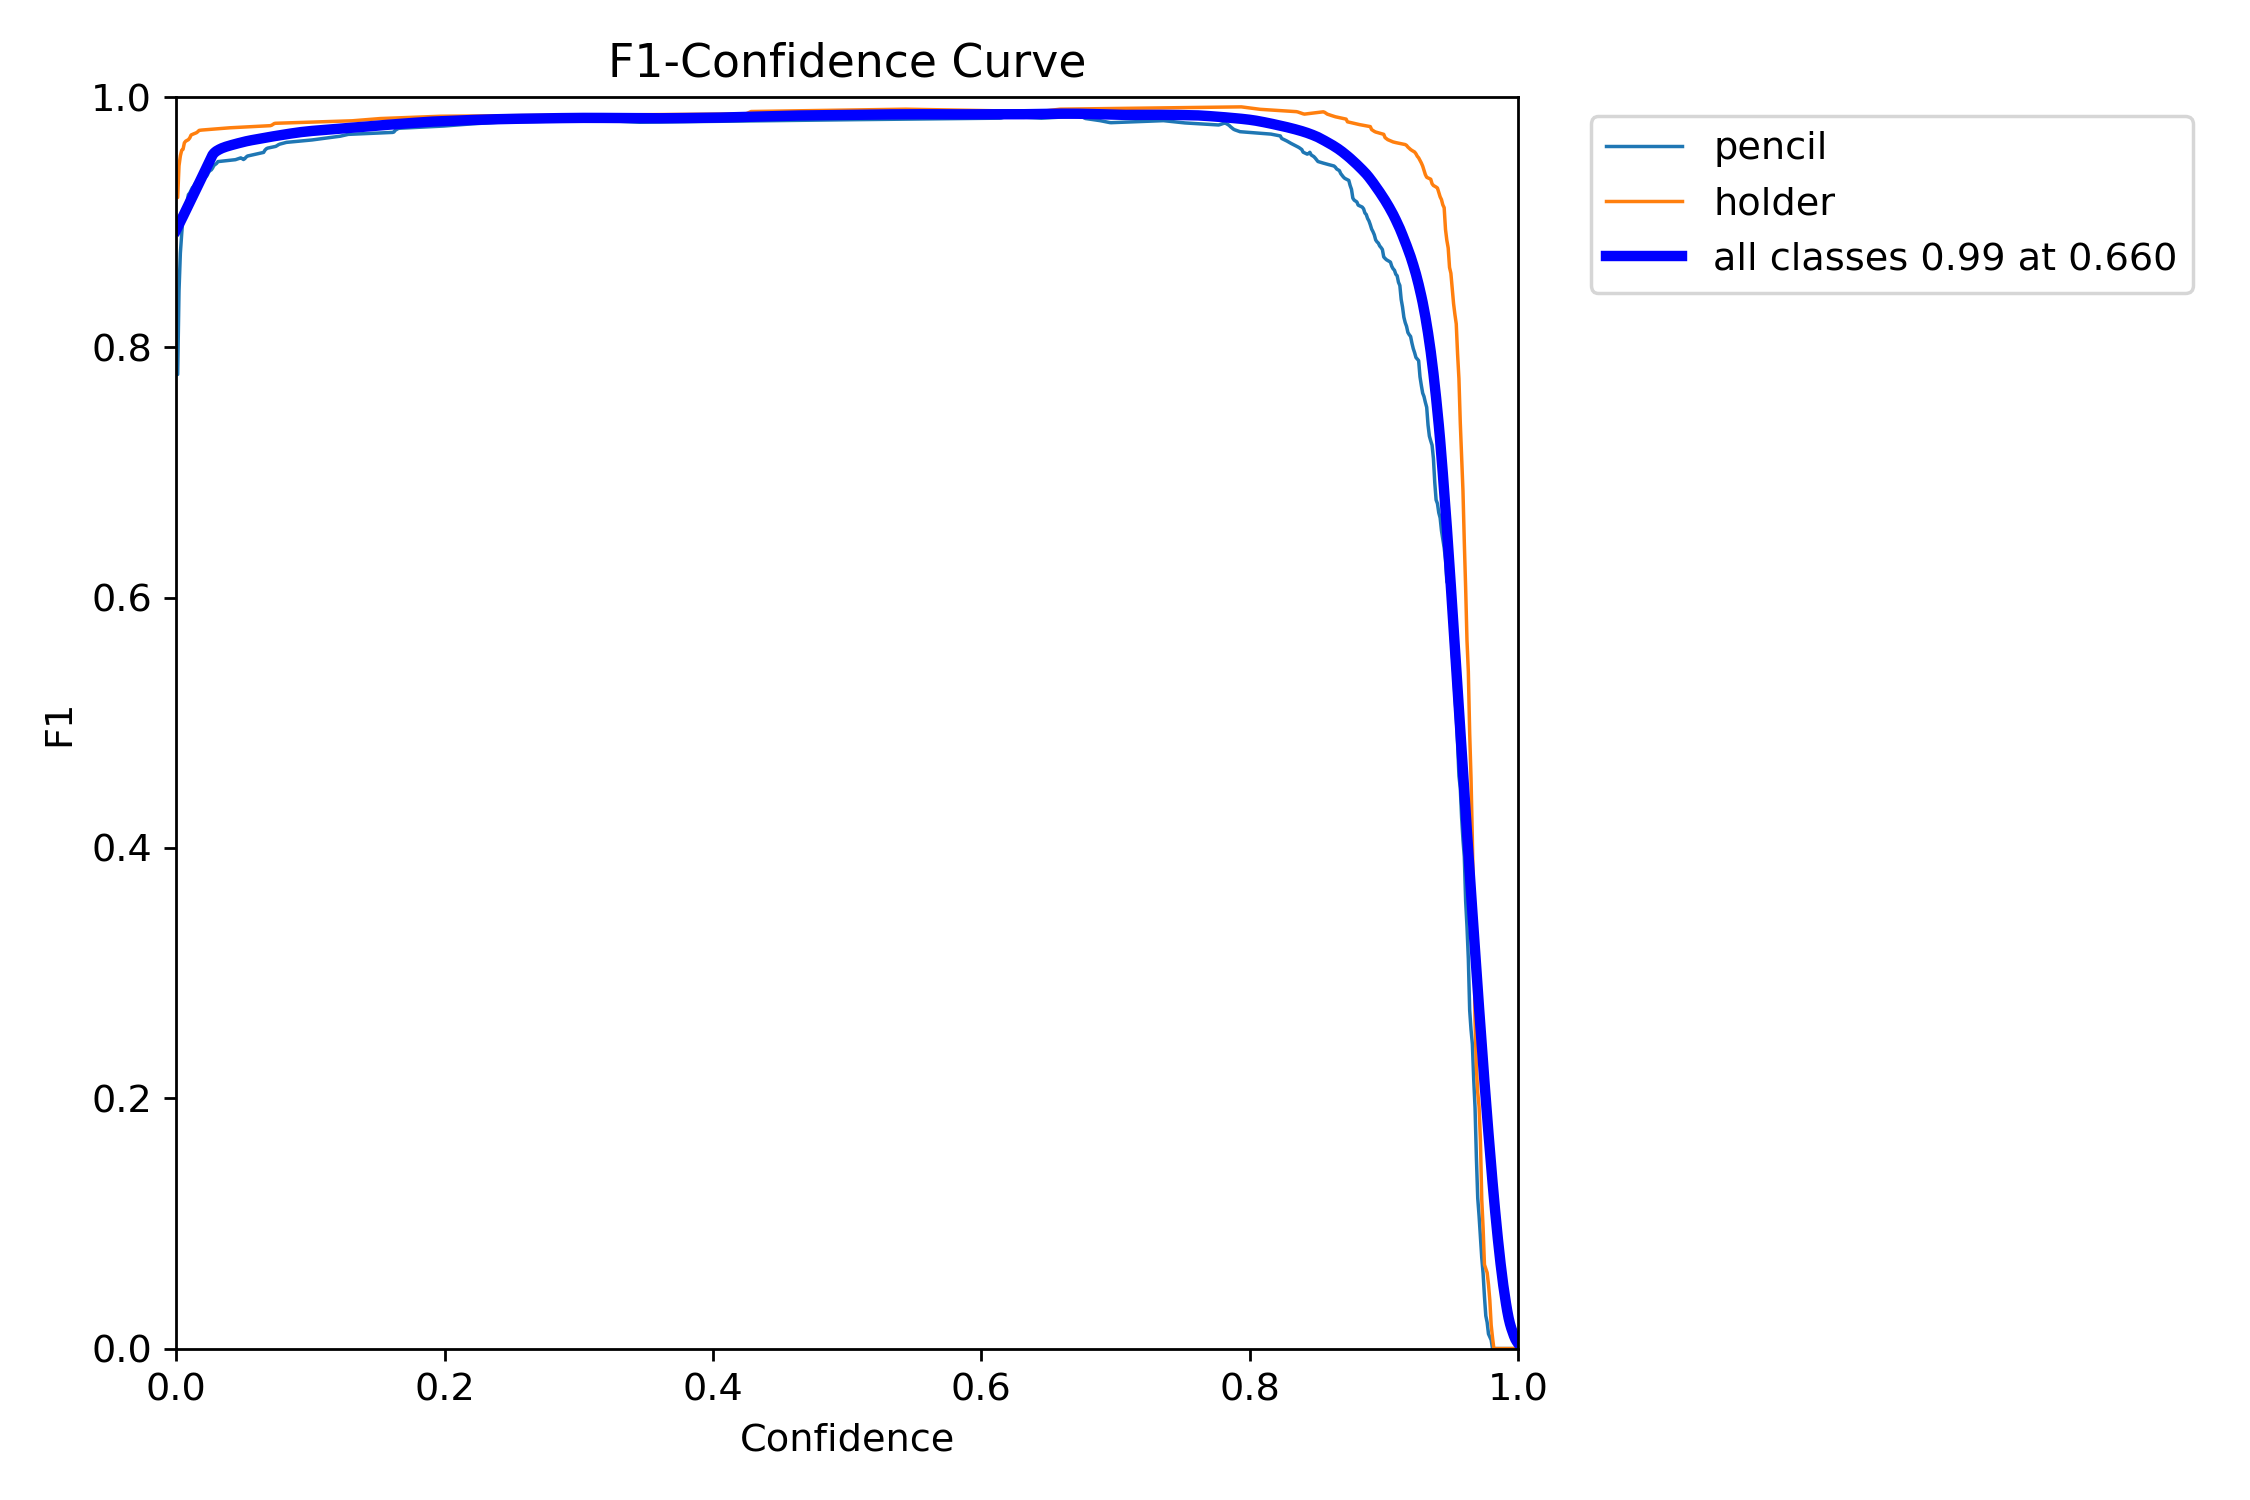 F1-Confidence Curve
pencil
holder
all classes 0.99 at 0.660
1.0
0.8
0.6
0.4
0.2
0.0
F1
0.0 0.2 0.4 0.6 0.8 1.0
Confidence